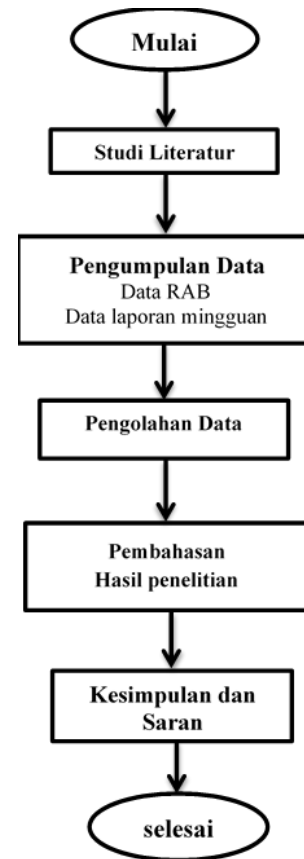 Mulai
Studi Literatur
Pengumpulan Data
Data RAB
Data laporan mingguan
Pengolahan Data
Pembahasan
Hasil penelitian
Kesimpulan dan
Saran
selesai